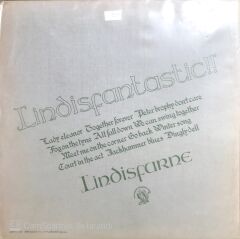 Lindisfantastic!!
Lady eleanor Together forever Peter brophy dont care
Fog on the tyne All fall down We can swing together
Meet me on the corner Go back Winter song
Court in the act Jackhammer blues Dingly dell
Lindisfarne